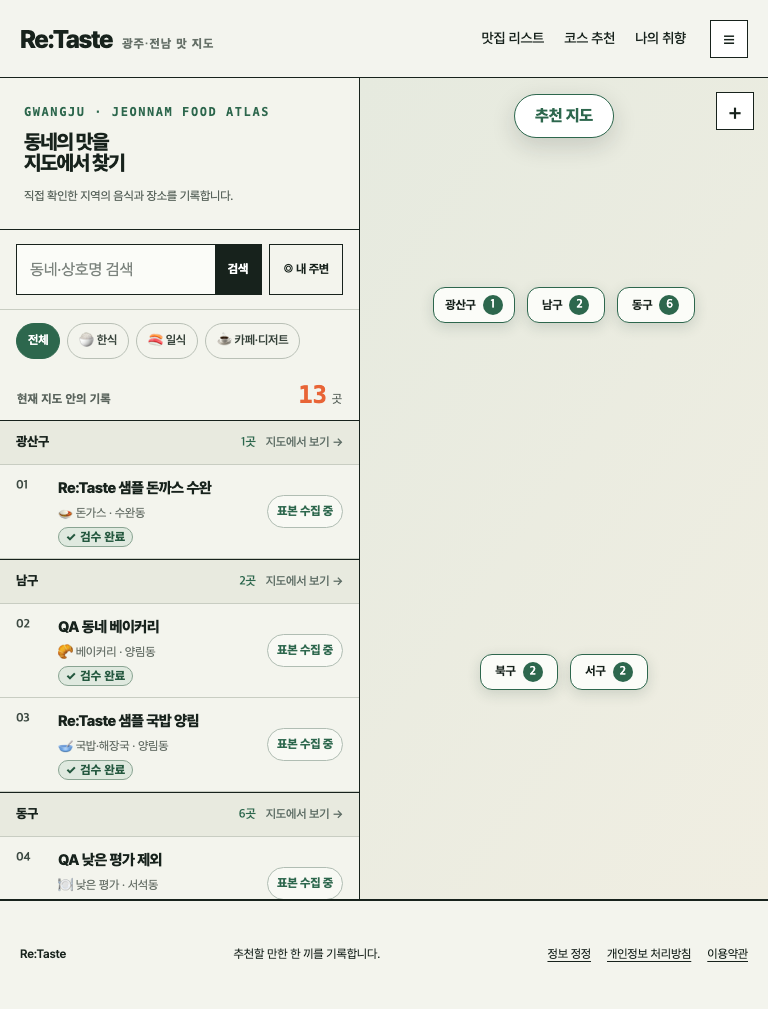 Re:Taste 광주·전남 맛 지도
맛집 리스트 코스 추천 나의 취향 ≡
GWANGJU · JEONNAM FOOD ATLAS
동네의 맛을
지도에서 찾기
직접 확인한 지역의 음식과 장소를 기록합니다.
동네·상호명 검색 검색 ◎ 내 주변
전체 🍚 한식 🍣 일식 ☕ 카페·디저트
현재 지도 안의 기록 13 곳
광산구 1곳 지도에서 보기 →
01 Re:Taste 샘플 돈까스 수완
돈가스 · 수완동
✓ 검수 완료
표본 수집 중
남구 2곳 지도에서 보기 →
02 QA 동네 베이커리
🥐 베이커리 · 양림동
✓ 검수 완료
표본 수집 중
03 Re:Taste 샘플 국밥 양림
🥣 국밥·해장국 · 양림동
✓ 검수 완료
표본 수집 중
동구 6곳 지도에서 보기 →
04 QA 낮은 평가 제외
🍽️ 낮은 평가 · 서석동
표본 수집 중
추천 지도
+
광산구 1 남구 2 동구 6
북구 2 서구 2
Re:Taste 추천할 만한 한 끼를 기록합니다. 정보 정정 개인정보 처리방침 이용약관